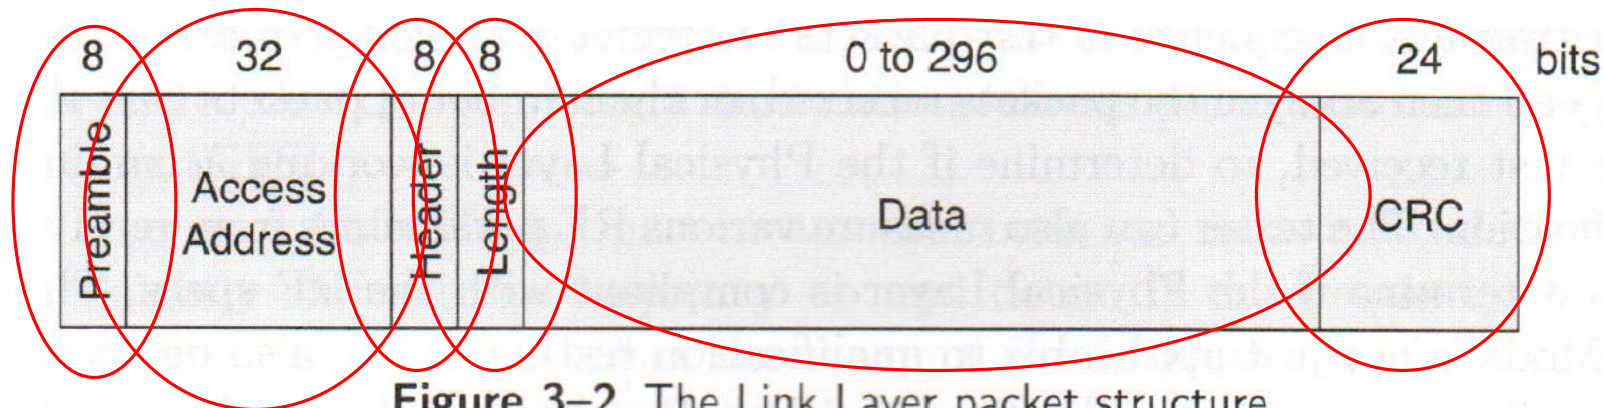 8 32 8 8 0 to 296 24 bits
Preamble
Access
Address
Header
Length
Data
CRC
Figure 3–2 The Link Layer packet structure